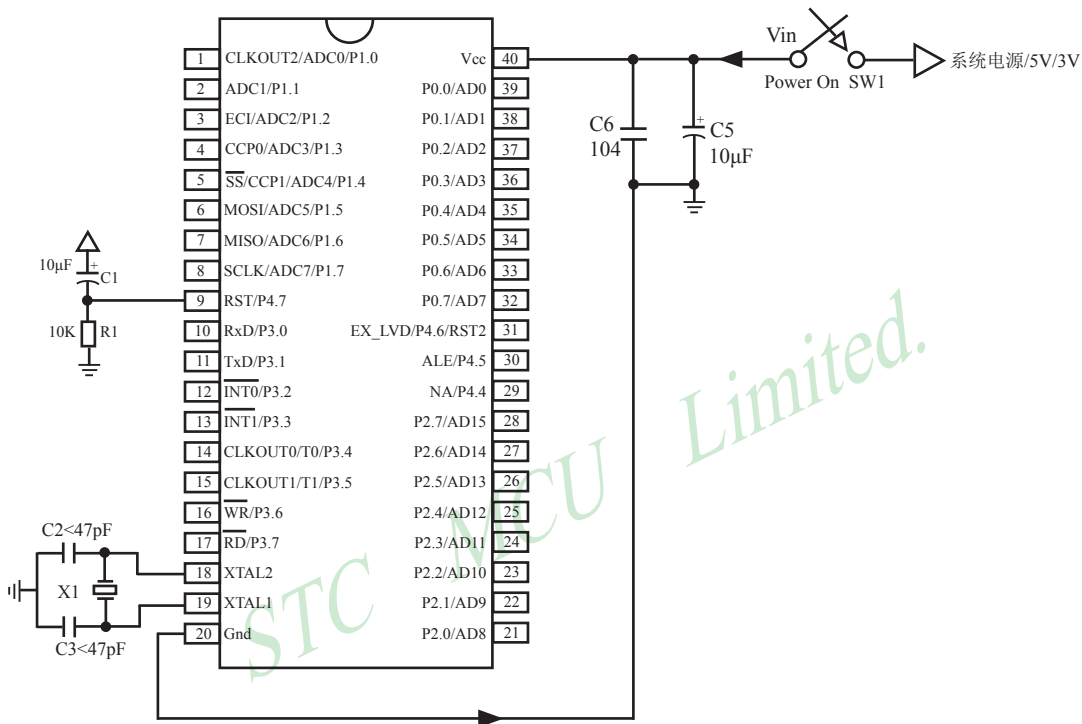 1 CLKOUT2/ADC0/P1.0
2 ADC1/P1.1
3 ECI/ADC2/P1.2
4 CCP0/ADC3/P1.3
5 SS/CCP1/ADC4/P1.4
6 MOSI/ADC5/P1.5
7 MISO/ADC6/P1.6
8 SCLK/ADC7/P1.7
9 RST/P4.7
10 RxD/P3.0
11 TxD/P3.1
12 INT0/P3.2
13 INT1/P3.3
14 CLKOUT0/T0/P3.4
15 CLKOUT1/T1/P3.5
16 WR/P3.6
17 RD/P3.7
18 XTAL2
19 XTAL1
20 Gnd
Vcc 40
P0.0/AD0 39
P0.1/AD1 38
P0.2/AD2 37
P0.3/AD3 36
P0.4/AD4 35
P0.5/AD5 34
P0.6/AD6 33
P0.7/AD7 32
EX_LVD/P4.6/RST2 31
ALE/P4.5 30
NA/P4.4 29
P2.7/AD15 28
P2.6/AD14 27
P2.5/AD13 26
P2.4/AD12 25
P2.3/AD11 24
P2.2/AD10 23
P2.1/AD9 22
P2.0/AD8 21
10μF + C1
10K R1
C2<47pF
X1
C3<47pF
Vin
Power On SW1
系统电源/5V/3V
C6
104
+ C5
10μF
STC MCU Limited.